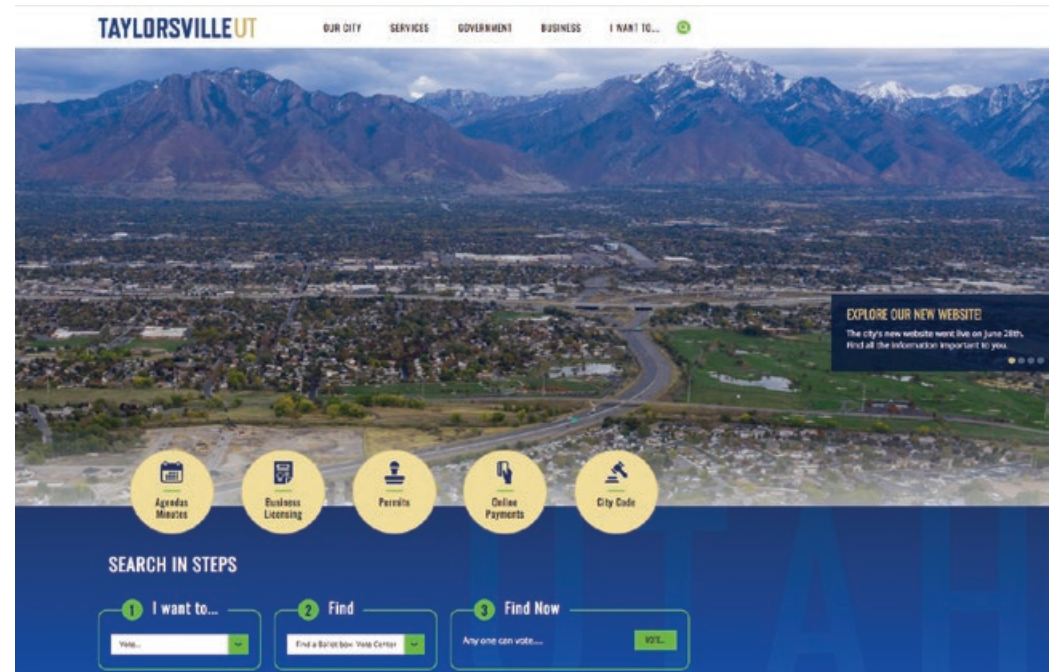 TAYLORSVILLE UT
OUR CITY SERVICES GOVERNMENT BUSINESS I WANT TO...
EXPLORE OUR NEW WEBSITE!
The city's new website went live on June 28th.
Find all the information important to you.
Agendas
Minutes
Business
Licensing
Permits
Online
Payments
City Code
UTAH
SEARCH IN STEPS
1 I want to...
2 Find
3 Find Now
Vote...
Find a Ballot box, Vote Center
Any one can vote....
VOTE...